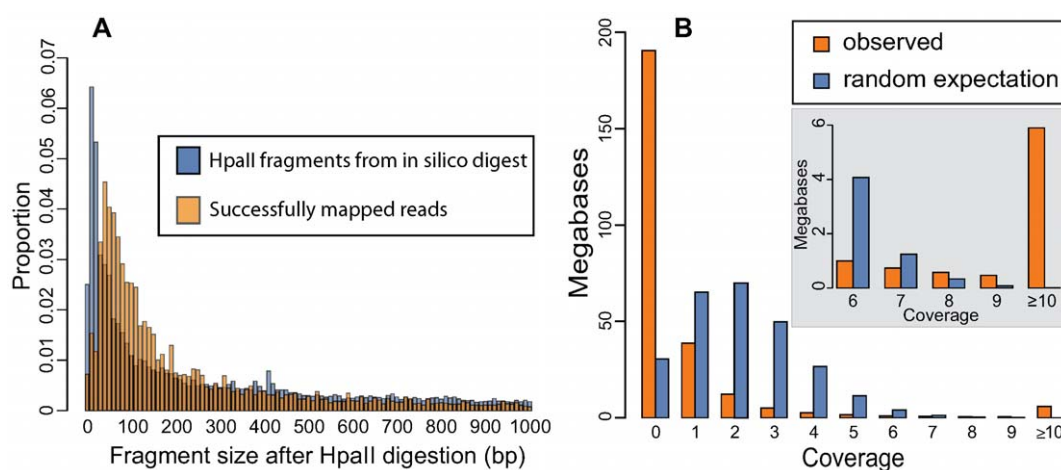 A
Proportion
0
0.01
0.02
0.03
0.04
0.05
0.06
0.07
HpaII fragments from in silico digest
Successfully mapped reads
0 100 200 300 400 500 600 700 800 900 1000
Fragment size after HpaII digestion (bp)
B
observed
random expectation
Megabases
0
50
100
150
200
0 1 2 3 4 5 6 7 8 9 ≥10
Coverage
Megabases
0
2
4
6
6 7 8 9 ≥10
Coverage